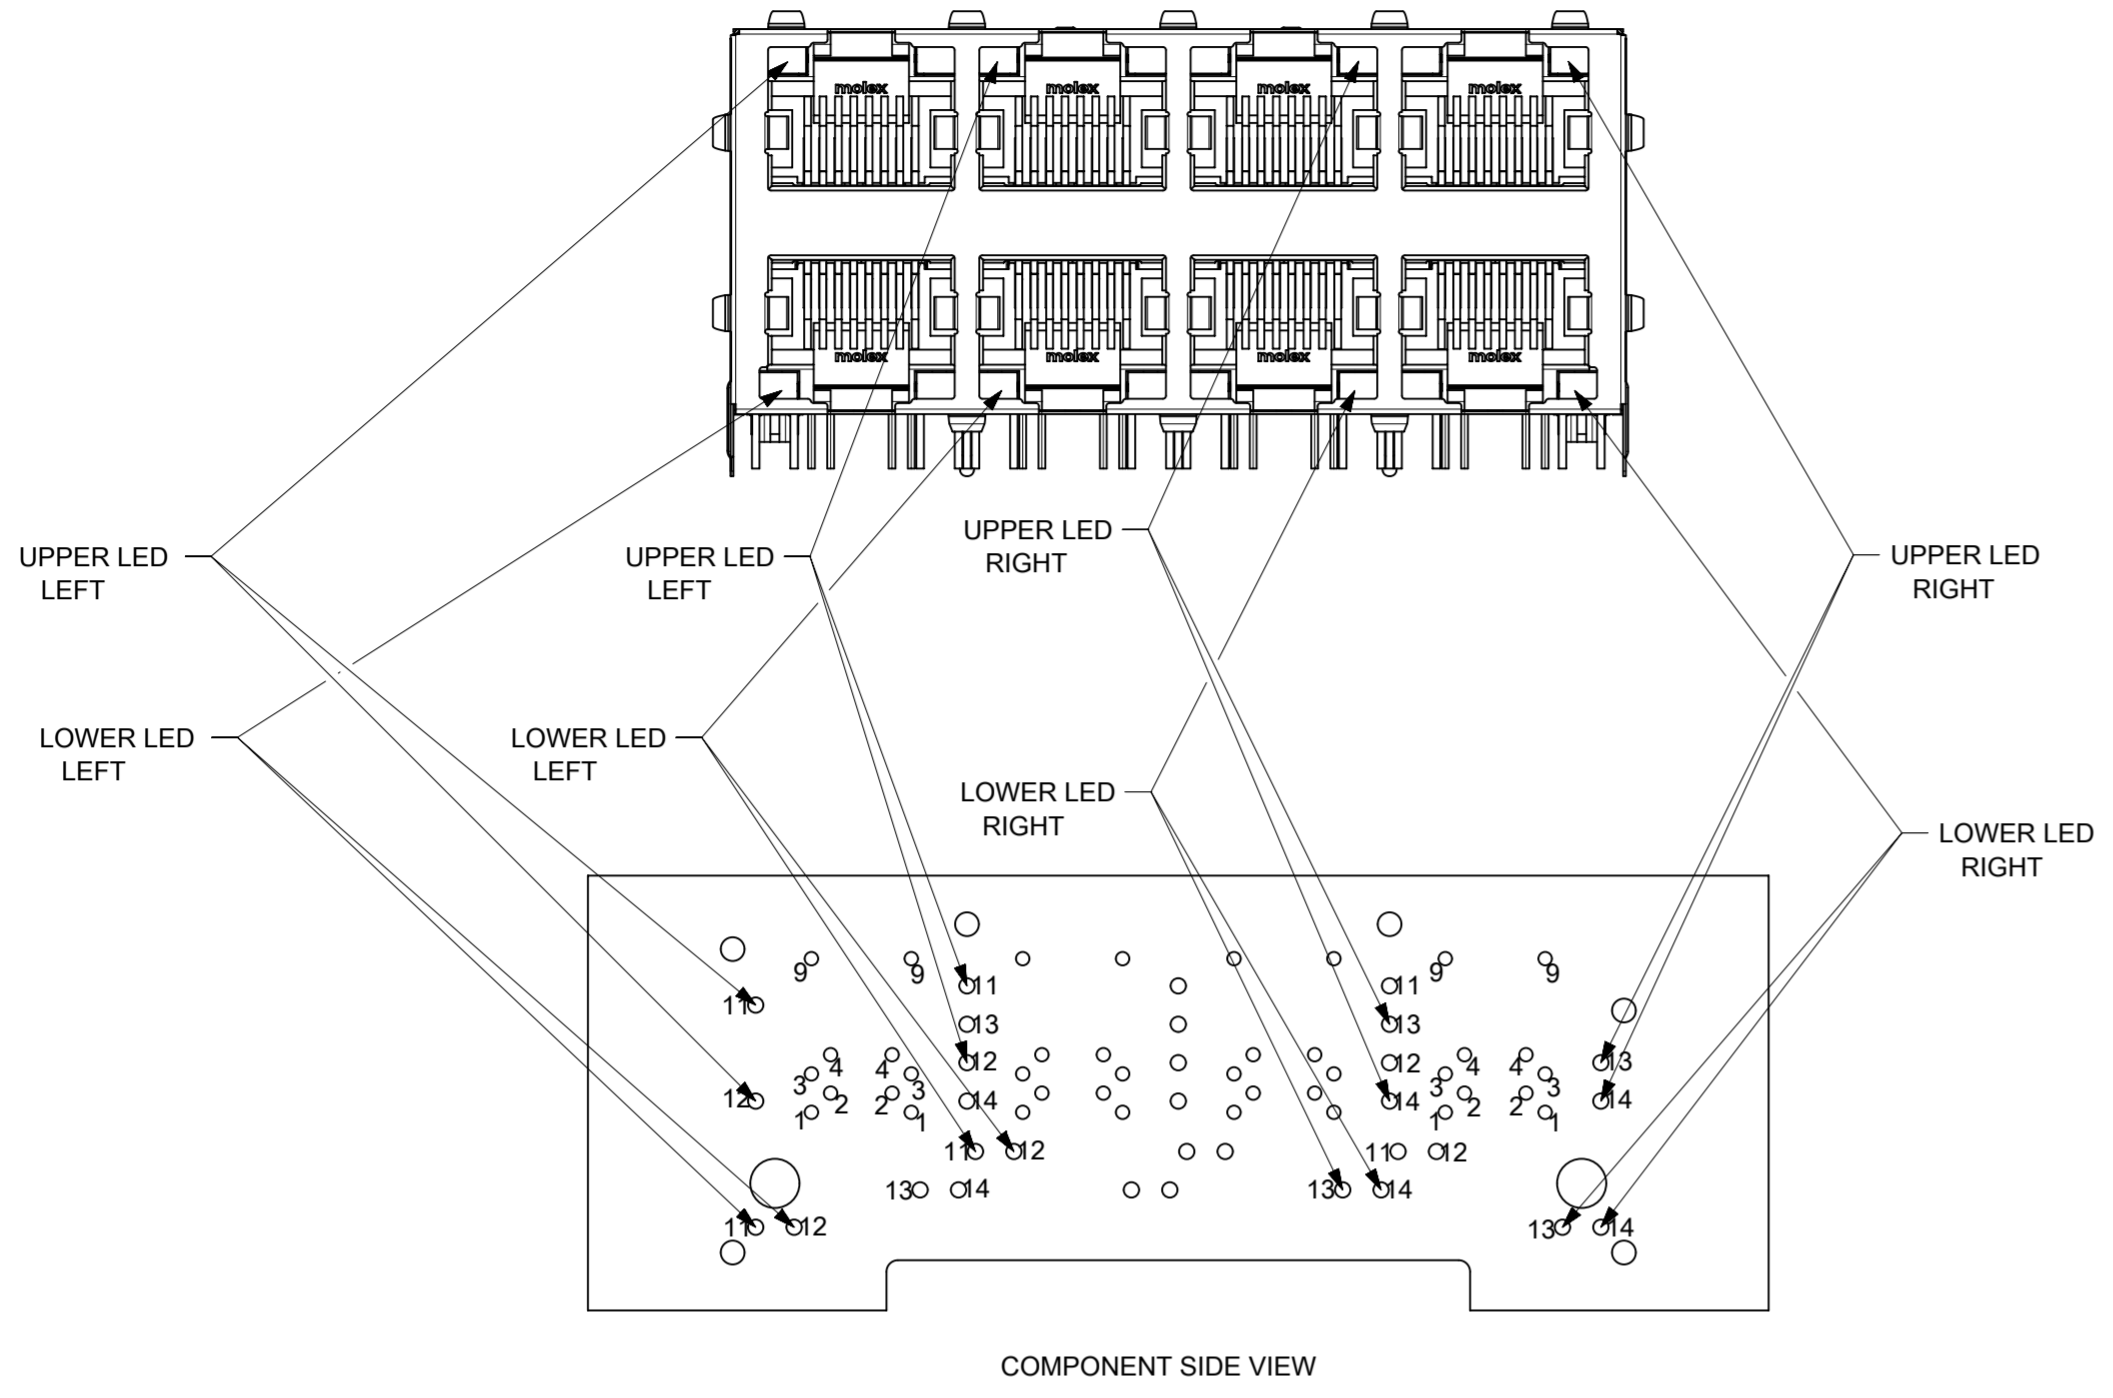 molex molex molex molex
molex molex molex molex
UPPER LED
LEFT
UPPER LED
LEFT
UPPER LED
RIGHT
UPPER LED
RIGHT
LOWER LED
LEFT
LOWER LED
LEFT
LOWER LED
RIGHT
LOWER LED
RIGHT
9 9 9 9
11 11
11
13 13
12 12 13
4 4 4 4
3 3 3 3
12 2 2 14 14 2 2 14
1 1 1 1
11 12 11 12
13 14 13 14
11 12 13 14
COMPONENT SIDE VIEW